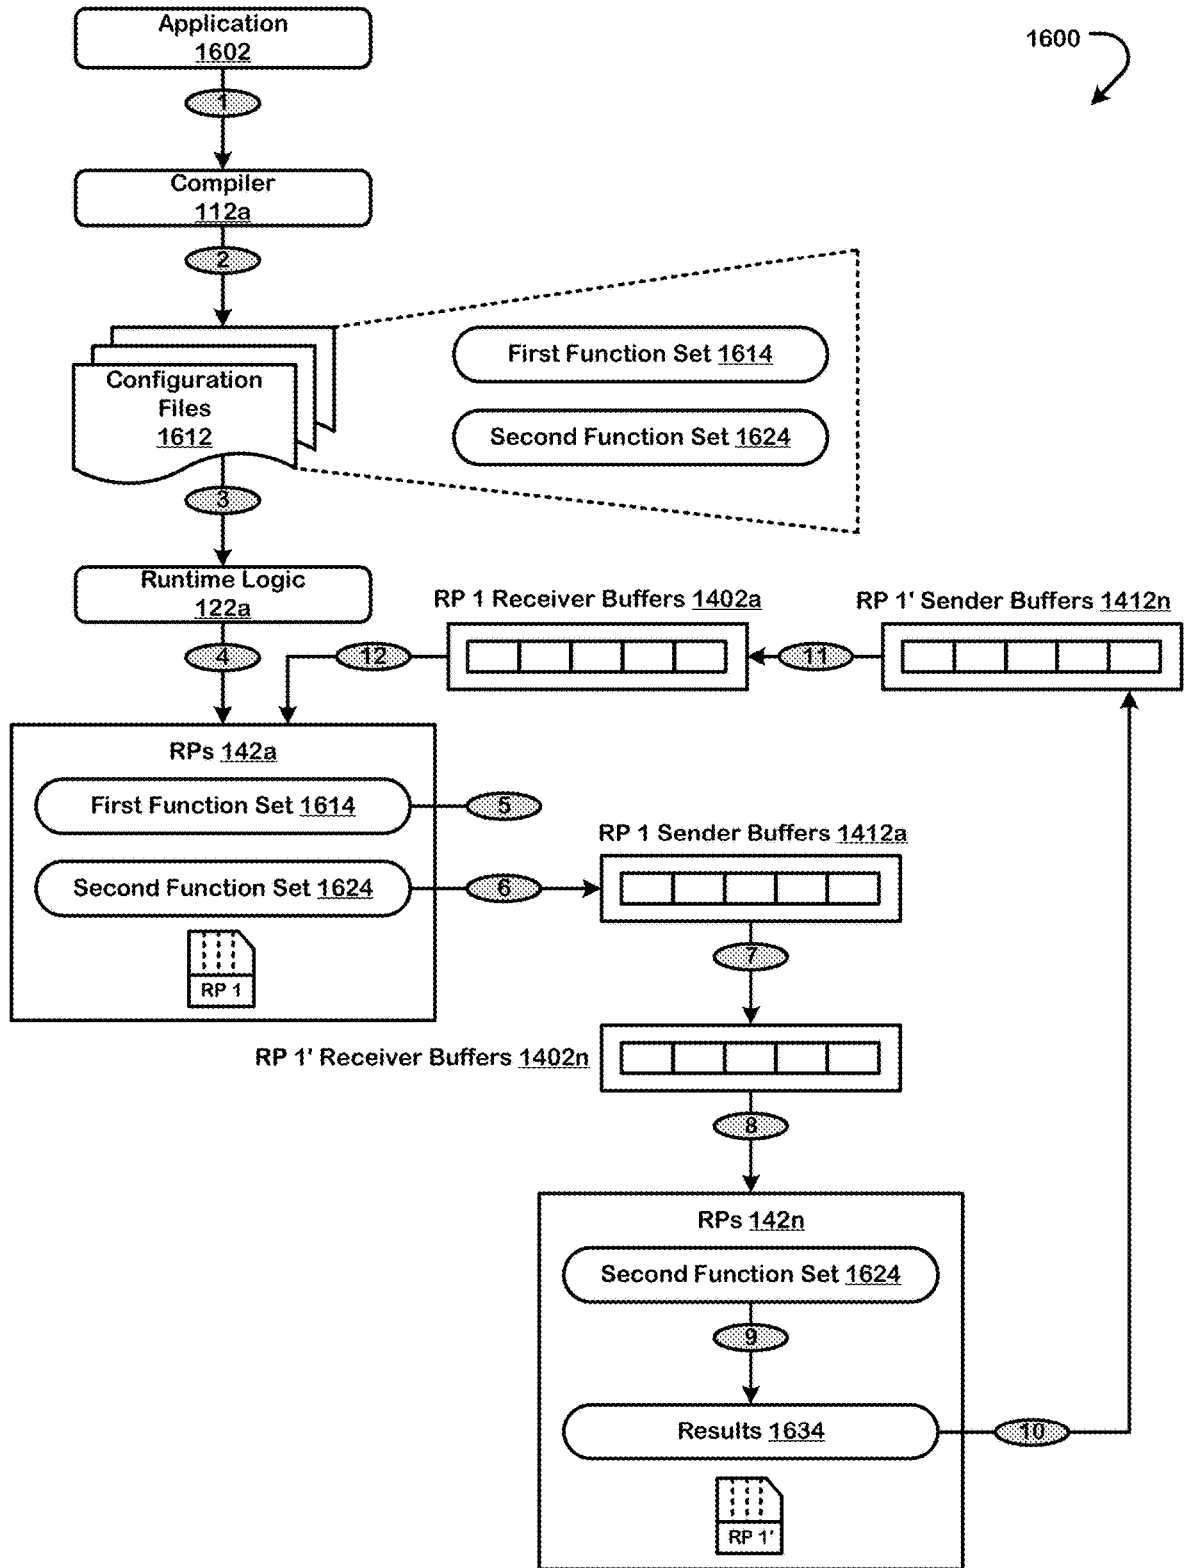 Application
1602
1600
1
Compiler
112a
2
First Function Set 1614
Configuration
Files
1612
Second Function Set 1624
3
Runtime Logic
122a
RP 1 Receiver Buffers 1402a
RP 1' Sender Buffers 1412n
4
12
11
RPs 142a
First Function Set 1614
5
RP 1 Sender Buffers 1412a
Second Function Set 1624
6
7
RP 1
RP 1' Receiver Buffers 1402n
8
RPs 142n
Second Function Set 1624
9
Results 1634
10
RP 1'